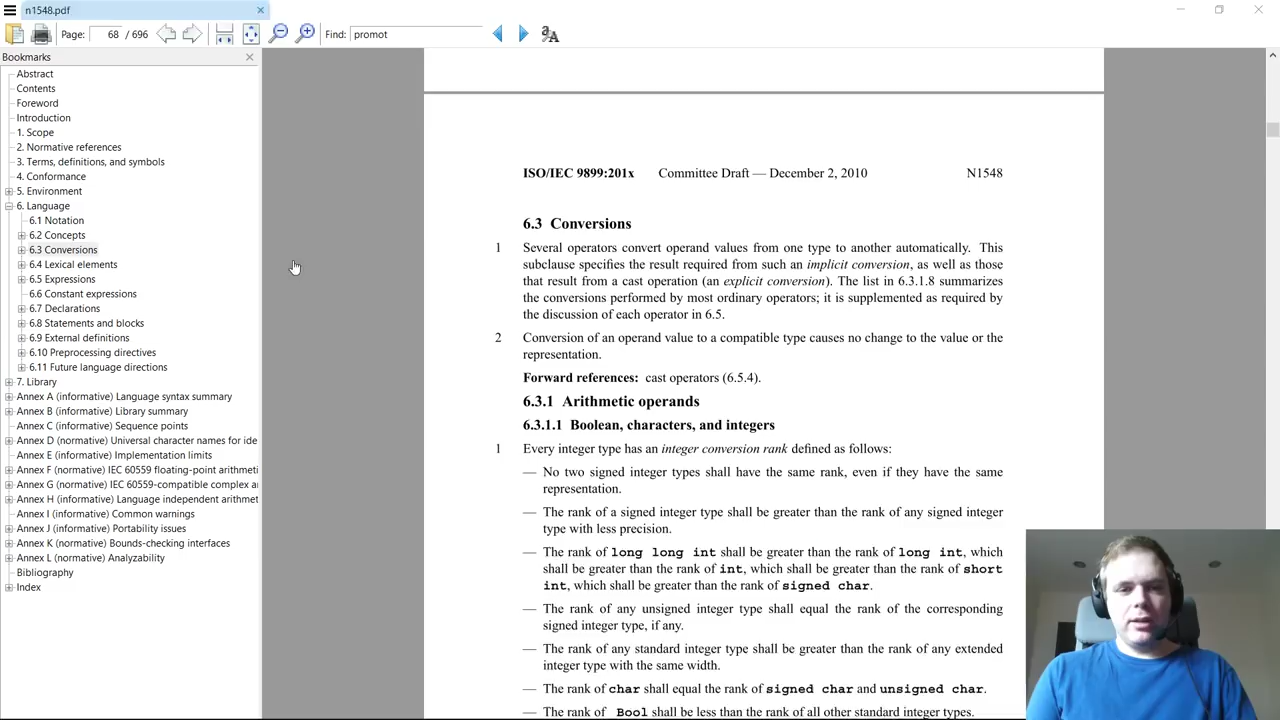 n1548.pdf
Page: 68 / 696 Find: promot
Bookmarks
Abstract
Contents
Foreword
Introduction
1. Scope
2. Normative references
3. Terms, definitions, and symbols
4. Conformance
5. Environment
6. Language
6.1 Notation
6.2 Concepts
6.3 Conversions
6.4 Lexical elements
6.5 Expressions
6.6 Constant expressions
6.7 Declarations
6.8 Statements and blocks
6.9 External definitions
6.10 Preprocessing directives
6.11 Future language directions
7. Library
Annex A (informative) Language syntax summary
Annex B (informative) Library summary
Annex C (informative) Sequence points
Annex D (normative) Universal character names for ide
Annex E (informative) Implementation limits
Annex F (normative) IEC 60559 floating-point arithmeti
Annex G (normative) IEC 60559-compatible complex a
Annex H (informative) Language independent arithmet
Annex I (informative) Common warnings
Annex J (informative) Portability issues
Annex K (normative) Bounds-checking interfaces
Annex L (normative) Analyzability
Bibliography
Index
ISO/IEC 9899:201x Committee Draft — December 2, 2010 N1548
6.3 Conversions
1 Several operators convert operand values from one type to another automatically. This
subclause specifies the result required from such an implicit conversion, as well as those
that result from a cast operation (an explicit conversion). The list in 6.3.1.8 summarizes
the conversions performed by most ordinary operators; it is supplemented as required by
the discussion of each operator in 6.5.
2 Conversion of an operand value to a compatible type causes no change to the value or the
representation.
Forward references: cast operators (6.5.4).
6.3.1 Arithmetic operands
6.3.1.1 Boolean, characters, and integers
1 Every integer type has an integer conversion rank defined as follows:
— No two signed integer types shall have the same rank, even if they have the same
representation.
— The rank of a signed integer type shall be greater than the rank of any signed integer
type with less precision.
— The rank of long long int shall be greater than the rank of long int, which
shall be greater than the rank of int, which shall be greater than the rank of short
int, which shall be greater than the rank of signed char.
— The rank of any unsigned integer type shall equal the rank of the corresponding
signed integer type, if any.
— The rank of any standard integer type shall be greater than the rank of any extended
integer type with the same width.
— The rank of char shall equal the rank of signed char and unsigned char.
— The rank of Bool shall be less than the rank of all other standard integer types.